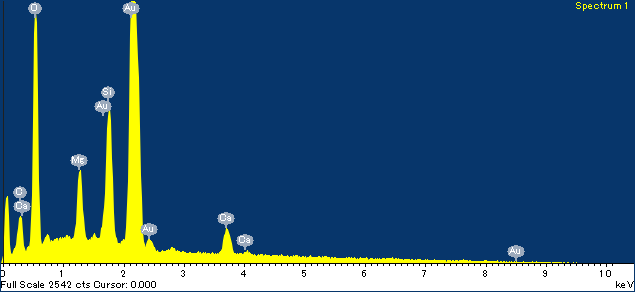 Spectrum 1
O Au
Si
Au
Mg
C
Ca
Au
Ca
Ca
Au
0 1 2 3 4 5 6 7 8 9 10
Full Scale 2542 cts Cursor: 0.000 keV